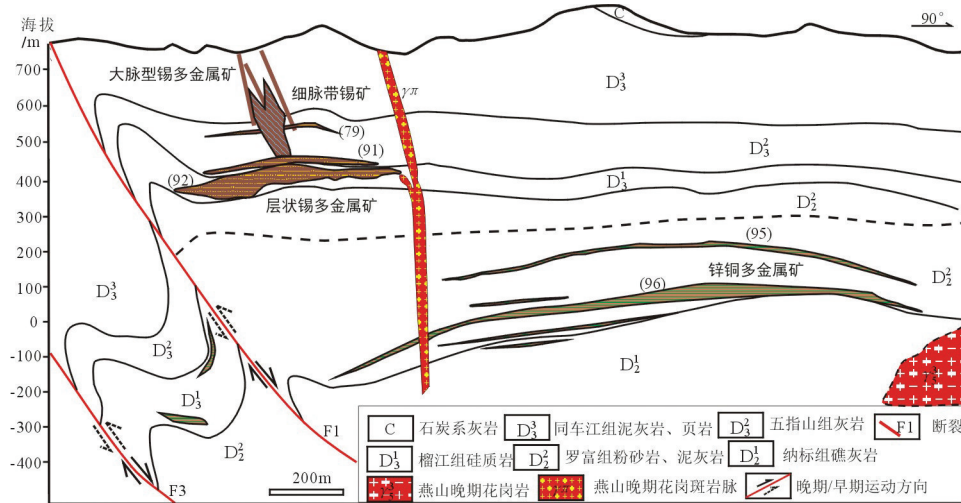 海拔
/m
700
600
500
400
300
200
100
0
-100
-200
-300
-400
90°
C
大脉型锡多金属矿
细脉带锡矿
γπ
(79)
(91)
(92)
层状锡多金属矿
D₃³
D₃²
D₃¹
D₂²
(95)
锌铜多金属矿
(96)
D₂²
D₂¹
D₃³
D₃²
D₃¹
D₂²
F1
F3
200m
C 石炭系灰岩 D₃³ 同车江组泥灰岩、页岩 D₃² 五指山组灰岩 F1 断裂
D₃¹ 榴江组硅质岩 D₂² 罗富组粉砂岩、泥灰岩 D₂¹ 纳标组礁灰岩
燕山晚期花岗岩 燕山晚期花岗斑岩脉 晚期/早期运动方向